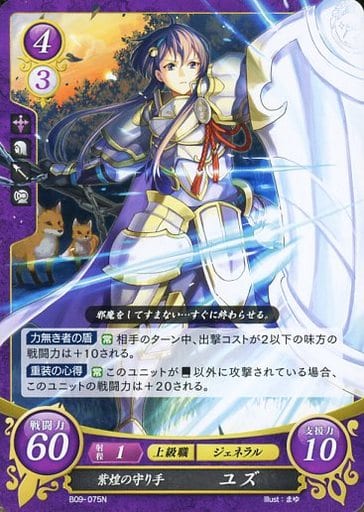 4
3
邪魔をしてすまない…すぐに終わらせる。
力無き者の盾 常 相手のターン中、出撃コストが2以下の味方の
戦闘力は+10される。
重装の心得 常 このユニットが 以外に攻撃されている場合、
このユニットの戦闘力は+20される。
戦闘力
60
射程 1 上級職 ジェネラル
支援力
10
紫煌の守り手 ユズ
B09-075N Illust:まゆ